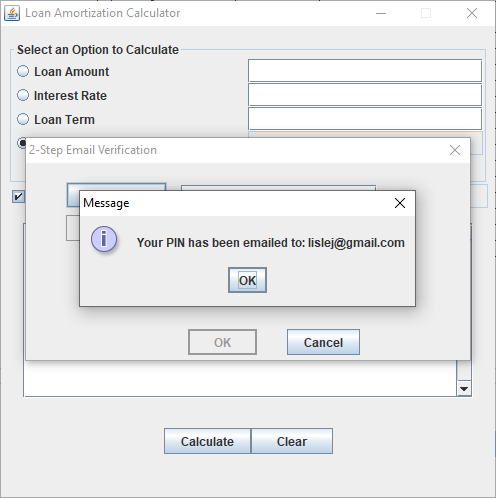 Loan Amortization Calculator
Select an Option to Calculate
Loan Amount
Interest Rate
Loan Term
2-Step Email Verification
Message
Your PIN has been emailed to: lislej@gmail.com
OK
OK Cancel
Calculate Clear